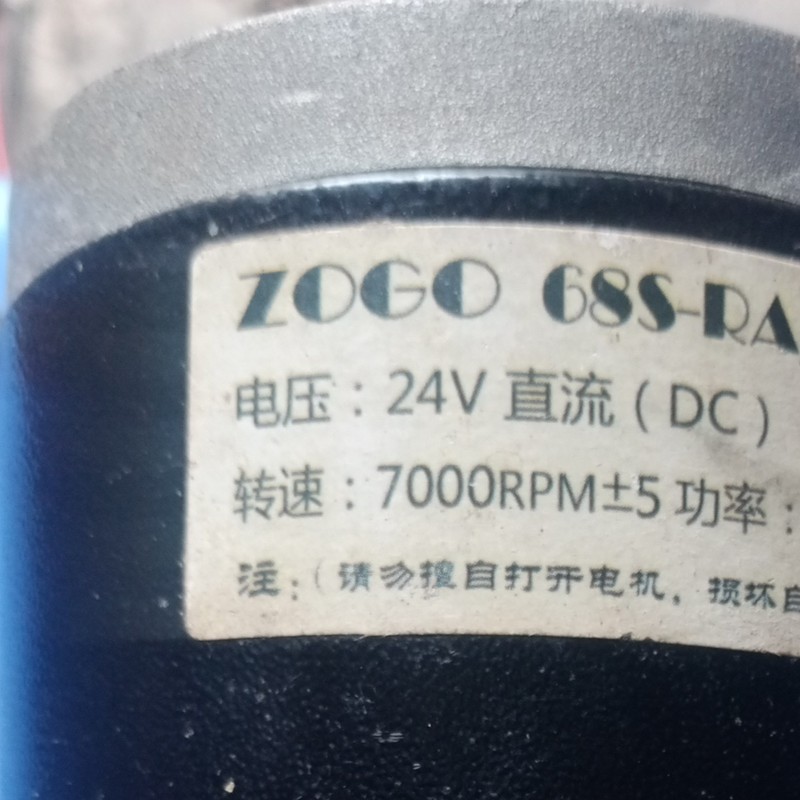 ZOGO 68S-RA
电压：24V 直流（DC）
转速：7000RPM±5 功率：
注：（请勿擅自打开电机，损坏自